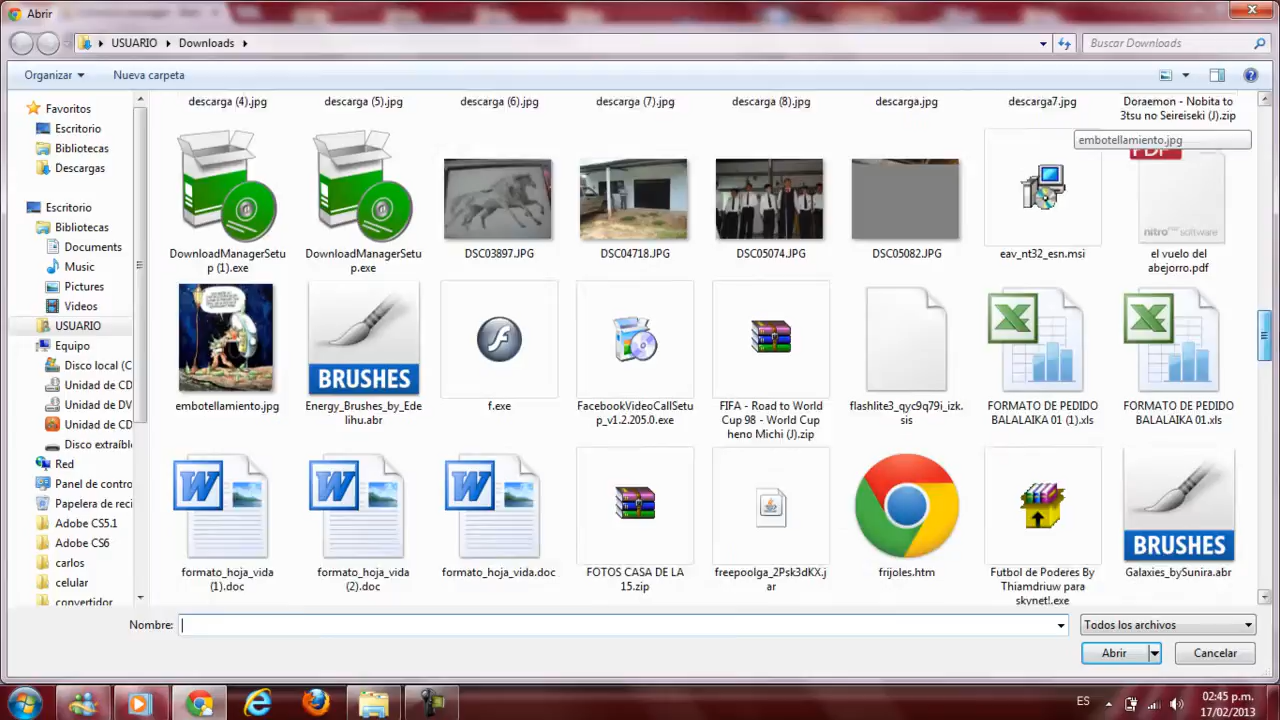 Abrir
USUARIO Downloads
Buscar Downloads
Organizar
Nueva carpeta
Favoritos
Escritorio
Bibliotecas
Descargas
Escritorio
Bibliotecas
Documents
Music
Pictures
Videos
USUARIO
Equipo
Disco local (C
Unidad de CD
Unidad de DV
Unidad de CD
Disco extraíbl
Red
Panel de contro
Papelera de reci
Adobe CS5.1
Adobe CS6
carlos
celular
convertidor
descarga (4).jpg
descarga (5).jpg
descarga (6).jpg
descarga (7).jpg
descarga (8).jpg
descarga.jpg
descarga7.jpg
Doraemon - Nobita to
3tsu no Seireiseki (J).zip
embotellamiento.jpg
PDF
nitro software
DownloadManagerSetu
p (1).exe
DownloadManagerSetu
p.exe
DSC03897.JPG
DSC04718.JPG
DSC05074.JPG
DSC05082.JPG
eav_nt32_esn.msi
el vuelo del
abejorro.pdf
BRUSHES
embotellamiento.jpg
Energy_Brushes_by_Ede
lihu.abr
f.exe
FacebookVideoCallSetu
p_v1.2.205.0.exe
FIFA - Road to World
Cup 98 - World Cup
heno Michi (J).zip
flashlite3_qyc9q79i_izk.
sis
FORMATO DE PEDIDO
BALALAIKA 01 (1).xls
FORMATO DE PEDIDO
BALALAIKA 01.xls
BRUSHES
formato_hoja_vida
(1).doc
formato_hoja_vida
(2).doc
formato_hoja_vida.doc
FOTOS CASA DE LA
15.zip
freepoolga_2Psk3dKX.j
ar
frijoles.htm
Futbol de Poderes By
Thiamdriuw para
skynet!.exe
Galaxies_bySunira.abr
Nombre:
Todos los archivos
Abrir
Cancelar
ES
02:45 p.m.
17/02/2013